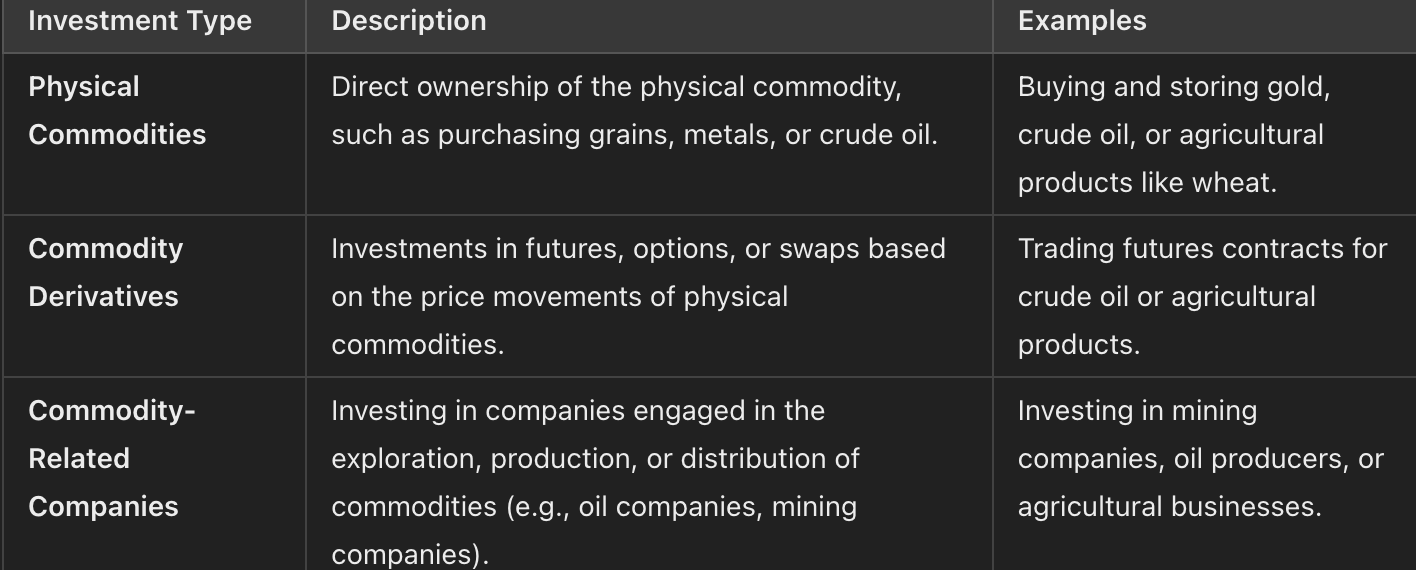 Investment Type
Description
Examples
Physical
Commodities
Direct ownership of the physical commodity,
such as purchasing grains, metals, or crude oil.
Buying and storing gold,
crude oil, or agricultural
products like wheat.
Commodity
Derivatives
Investments in futures, options, or swaps based
on the price movements of physical
commodities.
Trading futures contracts for
crude oil or agricultural
products.
Commodity-
Related
Companies
Investing in companies engaged in the
exploration, production, or distribution of
commodities (e.g., oil companies, mining
companies).
Investing in mining
companies, oil producers, or
agricultural businesses.